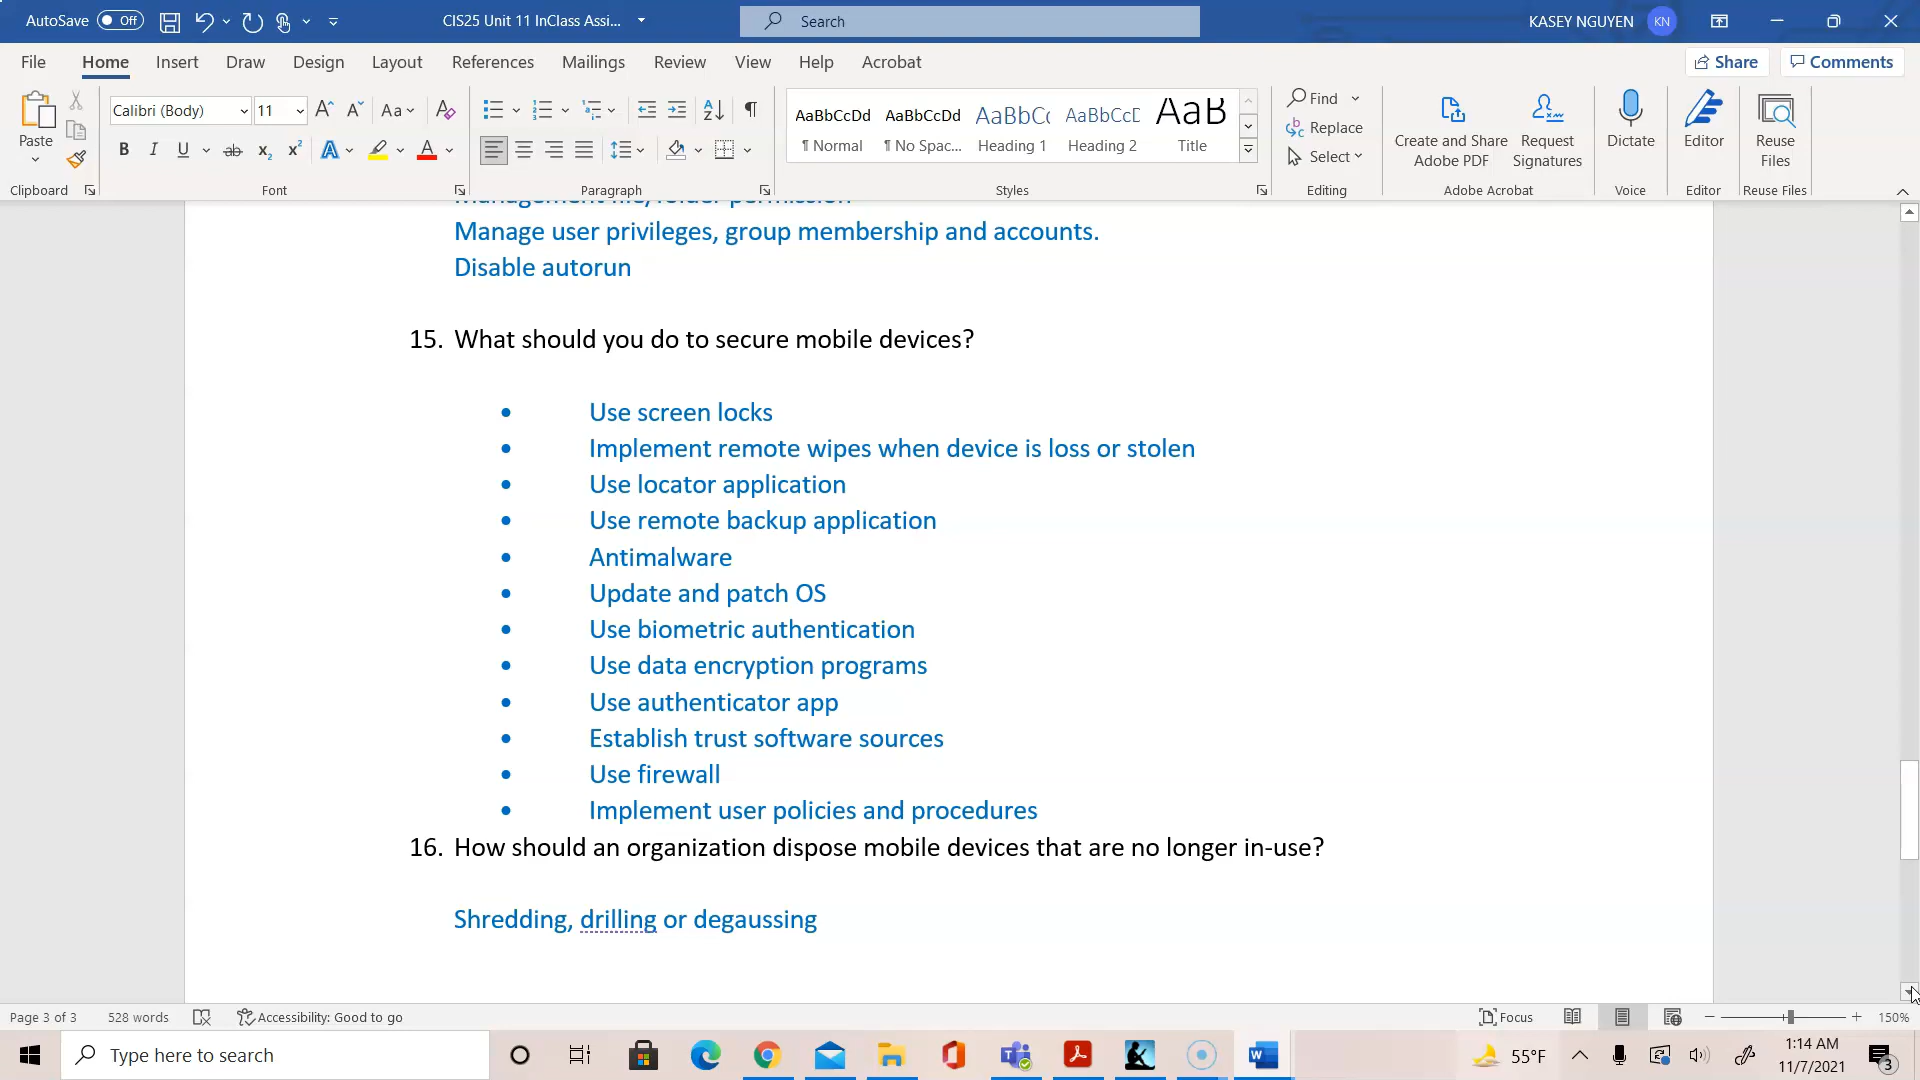 AutoSave Off CIS25 Unit 11 InClass Assi... Search KASEY NGUYEN KN
File Home Insert Draw Design Layout References Mailings Review View Help Acrobat Share Comments
Calibri (Body) 11 Aa
AaBbCcDd AaBbCcDd AaBbCc AaBbCcD AaB
¶ Normal ¶ No Spac... Heading 1 Heading 2 Title
Paste
Find
Replace
Select
Create and Share Adobe PDF
Request Signatures
Dictate
Editor
Reuse Files
Clipboard Font Paragraph Styles Editing Adobe Acrobat Voice Editor Reuse Files
Management file/folder permission
Manage user privileges, group membership and accounts.
Disable autorun
15. What should you do to secure mobile devices?
• Use screen locks
• Implement remote wipes when device is loss or stolen
• Use locator application
• Use remote backup application
• Antimalware
• Update and patch OS
• Use biometric authentication
• Use data encryption programs
• Use authenticator app
• Establish trust software sources
• Use firewall
• Implement user policies and procedures
16. How should an organization dispose mobile devices that are no longer in-use?
Shredding, drilling or degaussing
Page 3 of 3 528 words Accessibility: Good to go Focus 150%
Type here to search 55°F 1:14 AM
11/7/2021 3